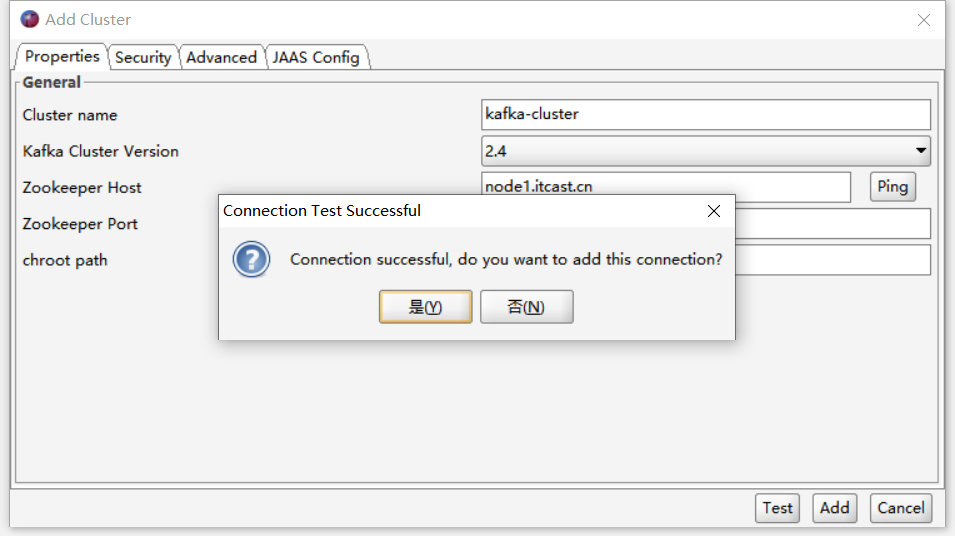 Add Cluster
Properties Security Advanced JAAS Config
General
Cluster name kafka-cluster
Kafka Cluster Version 2.4
Zookeeper Host node1.itcast.cn Ping
Connection Test Successful
Zookeeper Port
chroot path
Connection successful, do you want to add this connection?
是(Y) 否(N)
Test Add Cancel